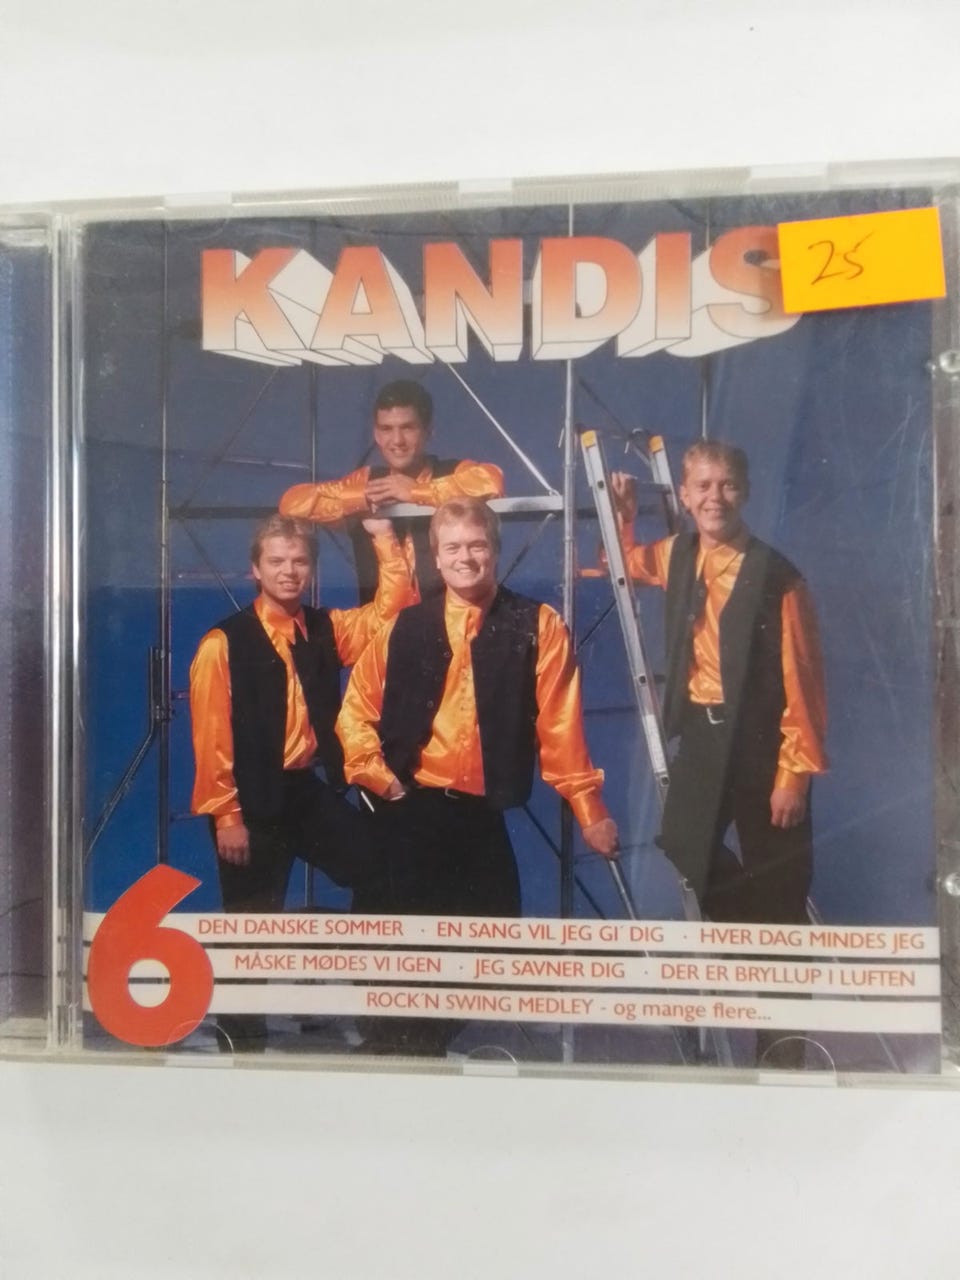 KANDIS
25
6
DEN DANSKE SOMMER · EN SANG VIL JEG GI´ DIG · HVER DAG MINDES JEG
MÅSKE MØDES VI IGEN · JEG SAVNER DIG · DER ER BRYLLUP I LUFTEN
ROCK´N SWING MEDLEY - og mange flere...